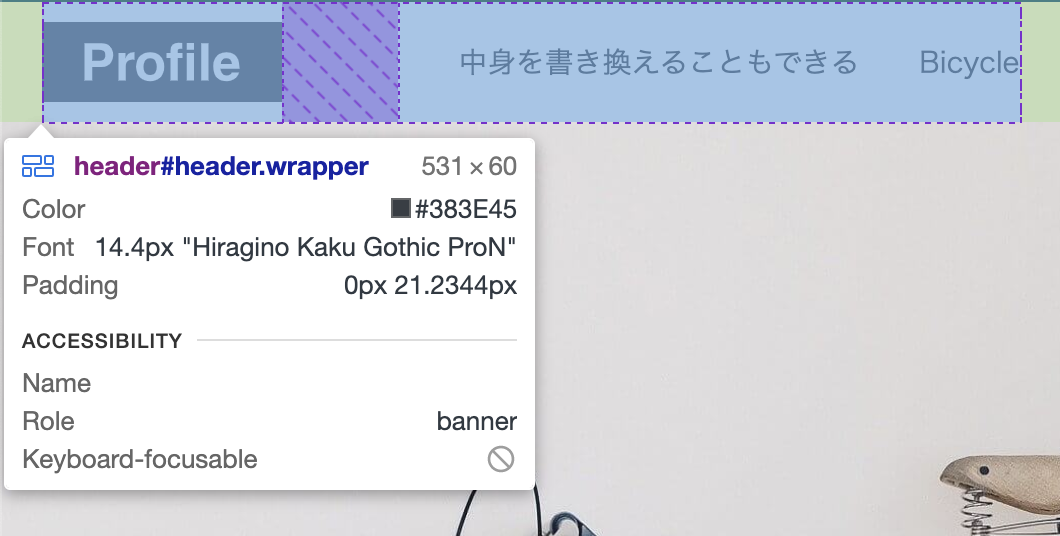 Profile
中身を書き換えることもできる
Bicycle
header#header.wrapper 531 × 60
Color #383E45
Font 14.4px "Hiragino Kaku Gothic ProN"
Padding 0px 21.2344px
ACCESSIBILITY
Name
Role banner
Keyboard-focusable